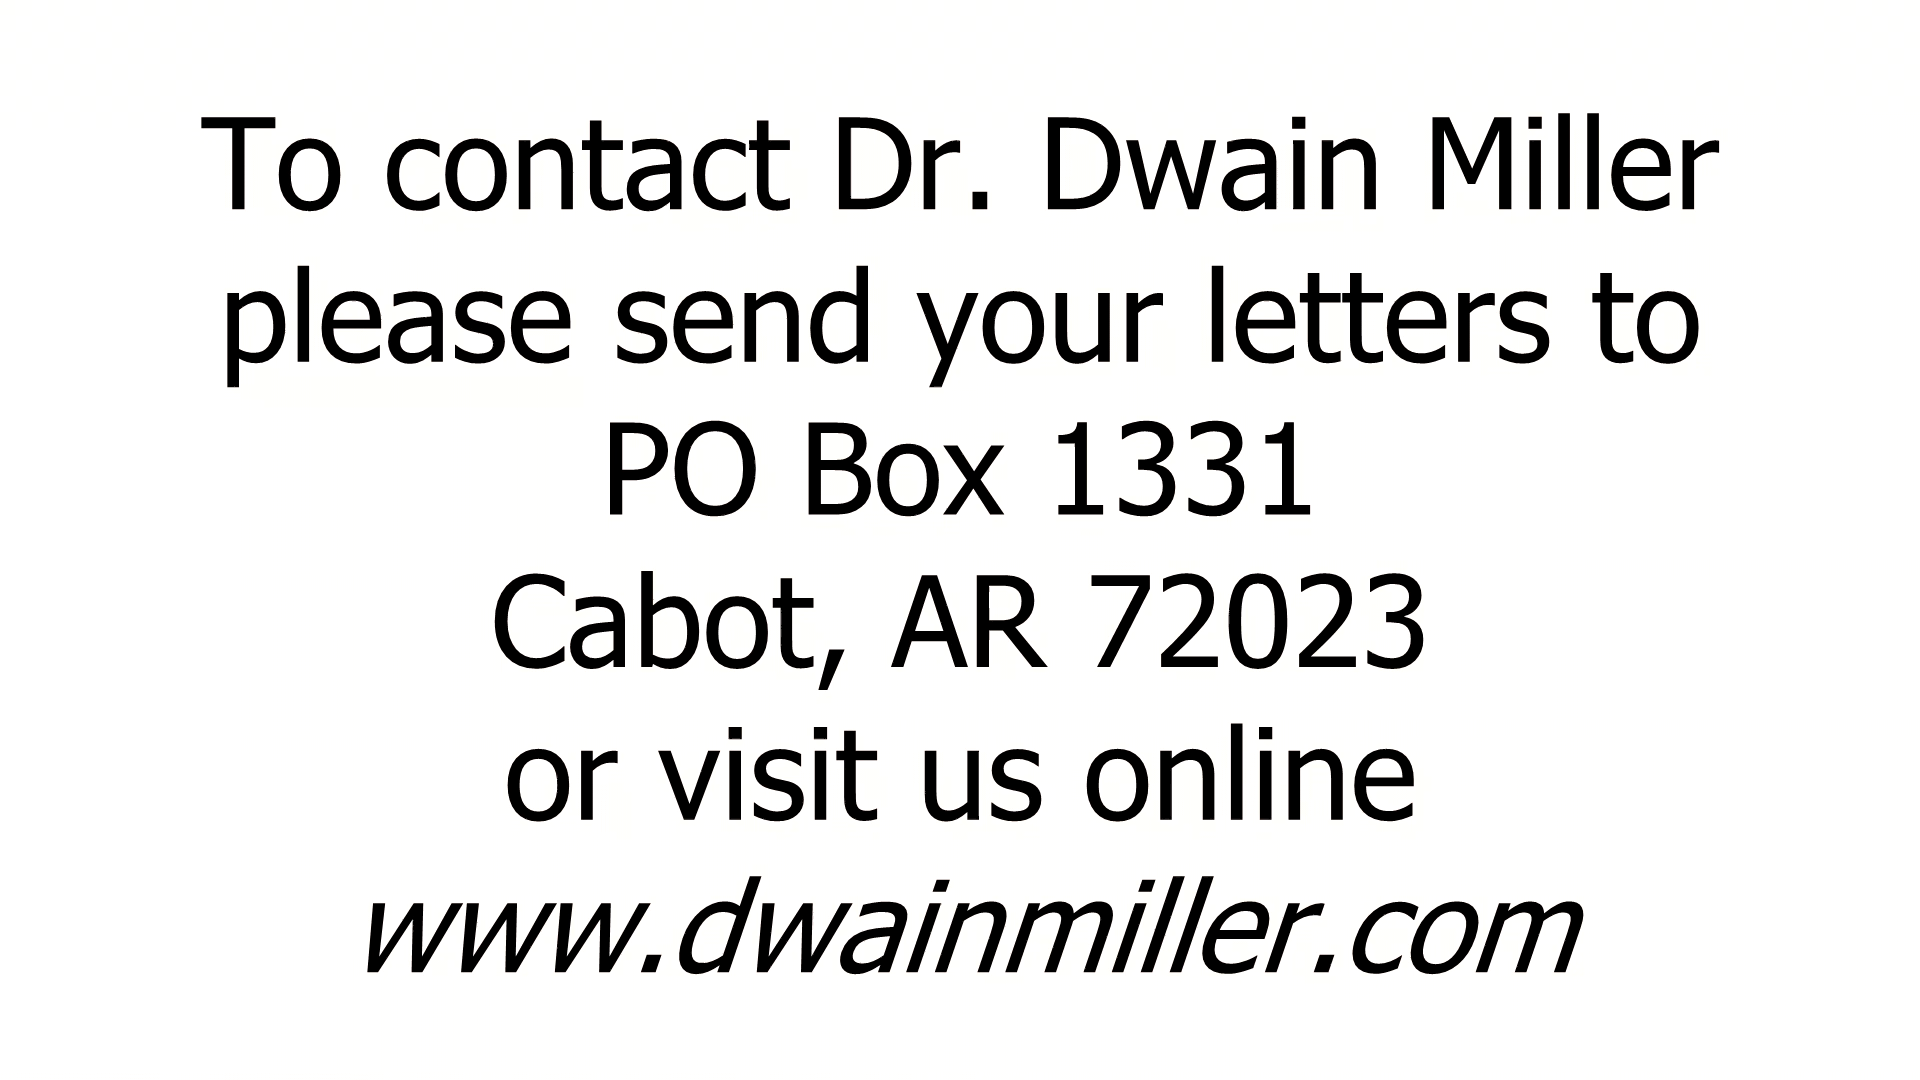 To contact Dr. Dwain Miller
please send your letters to
PO Box 1331
Cabot, AR 72023
or visit us online
www.dwainmiller.com